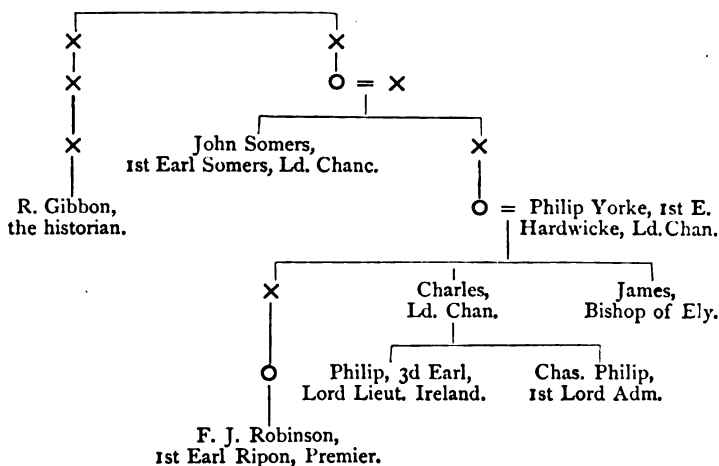 John Somers,
1st Earl Somers, Ld. Chanc.
R. Gibbon,
the historian.
= Philip Yorke, 1st E.
Hardwicke, Ld. Chan.
Charles,
Ld. Chan.
James,
Bishop of Ely.
Philip, 3d Earl,
Lord Lieut. Ireland.
Chas. Philip,
1st Lord Adm.
F. J. Robinson,
1st Earl Ripon, Premier.